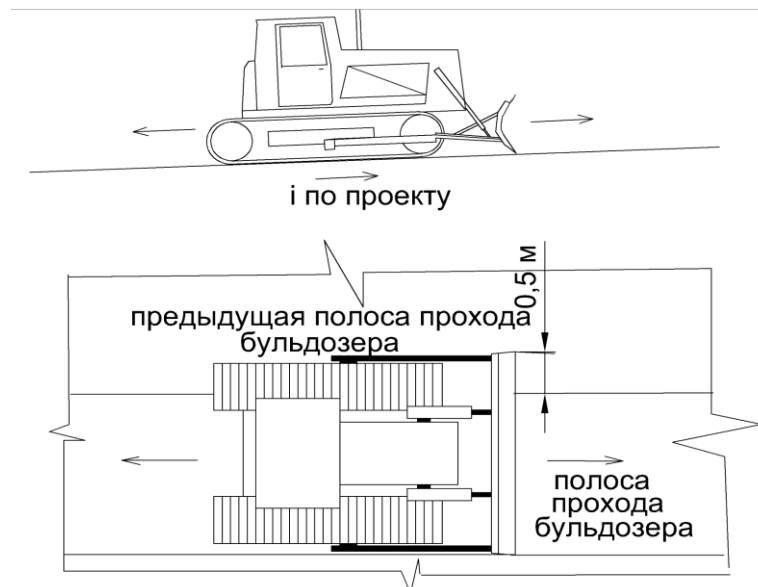 i по проекту
0,5 м
предыдущая полоса прохода
бульдозера
полоса
прохода
бульдозера